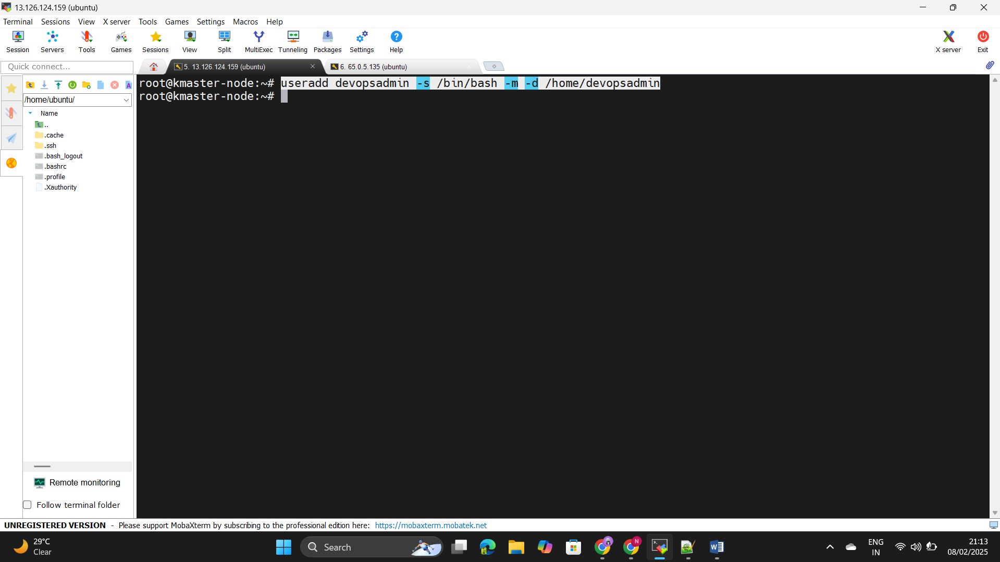 13.126.124.159 (ubuntu)
Terminal Sessions View X server Tools Games Settings Macros Help
Session Servers Tools Games Sessions View Split MultiExec Tunneling Packages Settings Help X server Exit
Quick connect...
5. 13.126.124.159 (ubuntu)
6. 65.0.5.135 (ubuntu)
/home/ubuntu/
Name
..
.cache
.ssh
.bash_logout
.bashrc
.profile
.Xauthority
Remote monitoring
Follow terminal folder
root@kmaster-node:~# useradd devopsadmin -s /bin/bash -m -d /home/devopsadmin
root@kmaster-node:~#
UNREGISTERED VERSION - Please support MobaXterm by subscribing to the professional edition here: https://mobaxterm.mobatek.net
29°C
Clear
Search
ENG
IN
21:13
08/02/2025